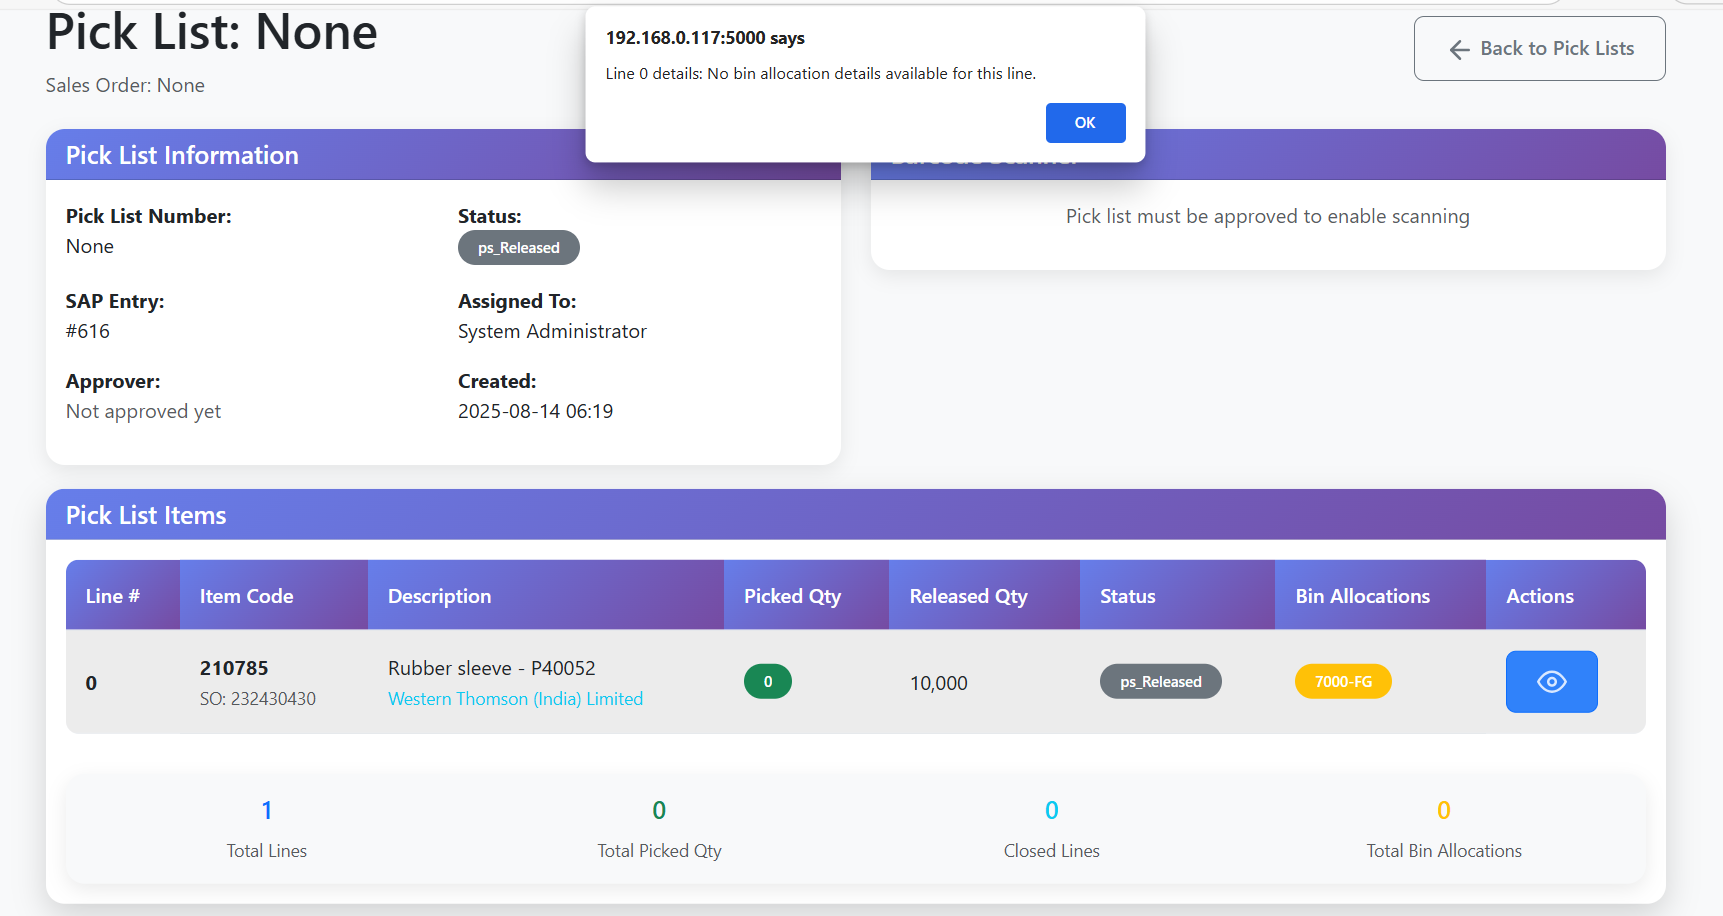 Pick List: None
Sales Order: None
192.168.0.117:5000 says
Line 0 details: No bin allocation details available for this line.
OK
Back to Pick Lists
Pick List Information
Pick List Number:
None
Status:
ps_Released
SAP Entry:
#616
Assigned To:
System Administrator
Approver:
Not approved yet
Created:
2025-08-14 06:19
Pick list must be approved to enable scanning
Pick List Items
Line # Item Code Description Picked Qty Released Qty Status Bin Allocations Actions
0 210785 Rubber sleeve - P40052 0 10,000 ps_Released 7000-FG
SO: 232430430 Western Thomson (India) Limited
1 0 0 0
Total Lines Total Picked Qty Closed Lines Total Bin Allocations